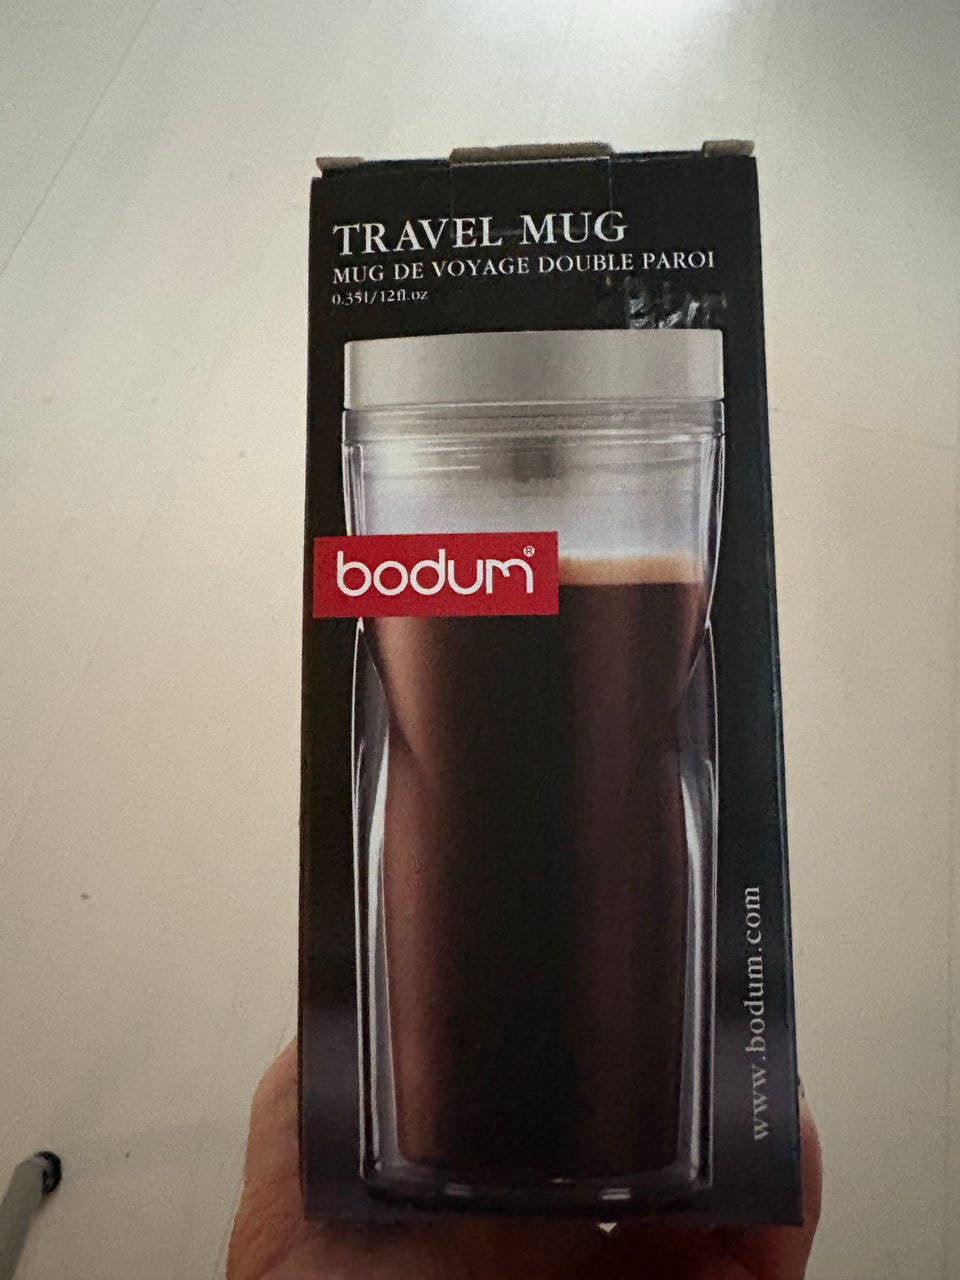 TRAVEL MUG
MUG DE VOYAGE DOUBLE PAROI
0.35l/12fl.oz
bodum®
www.bodum.com